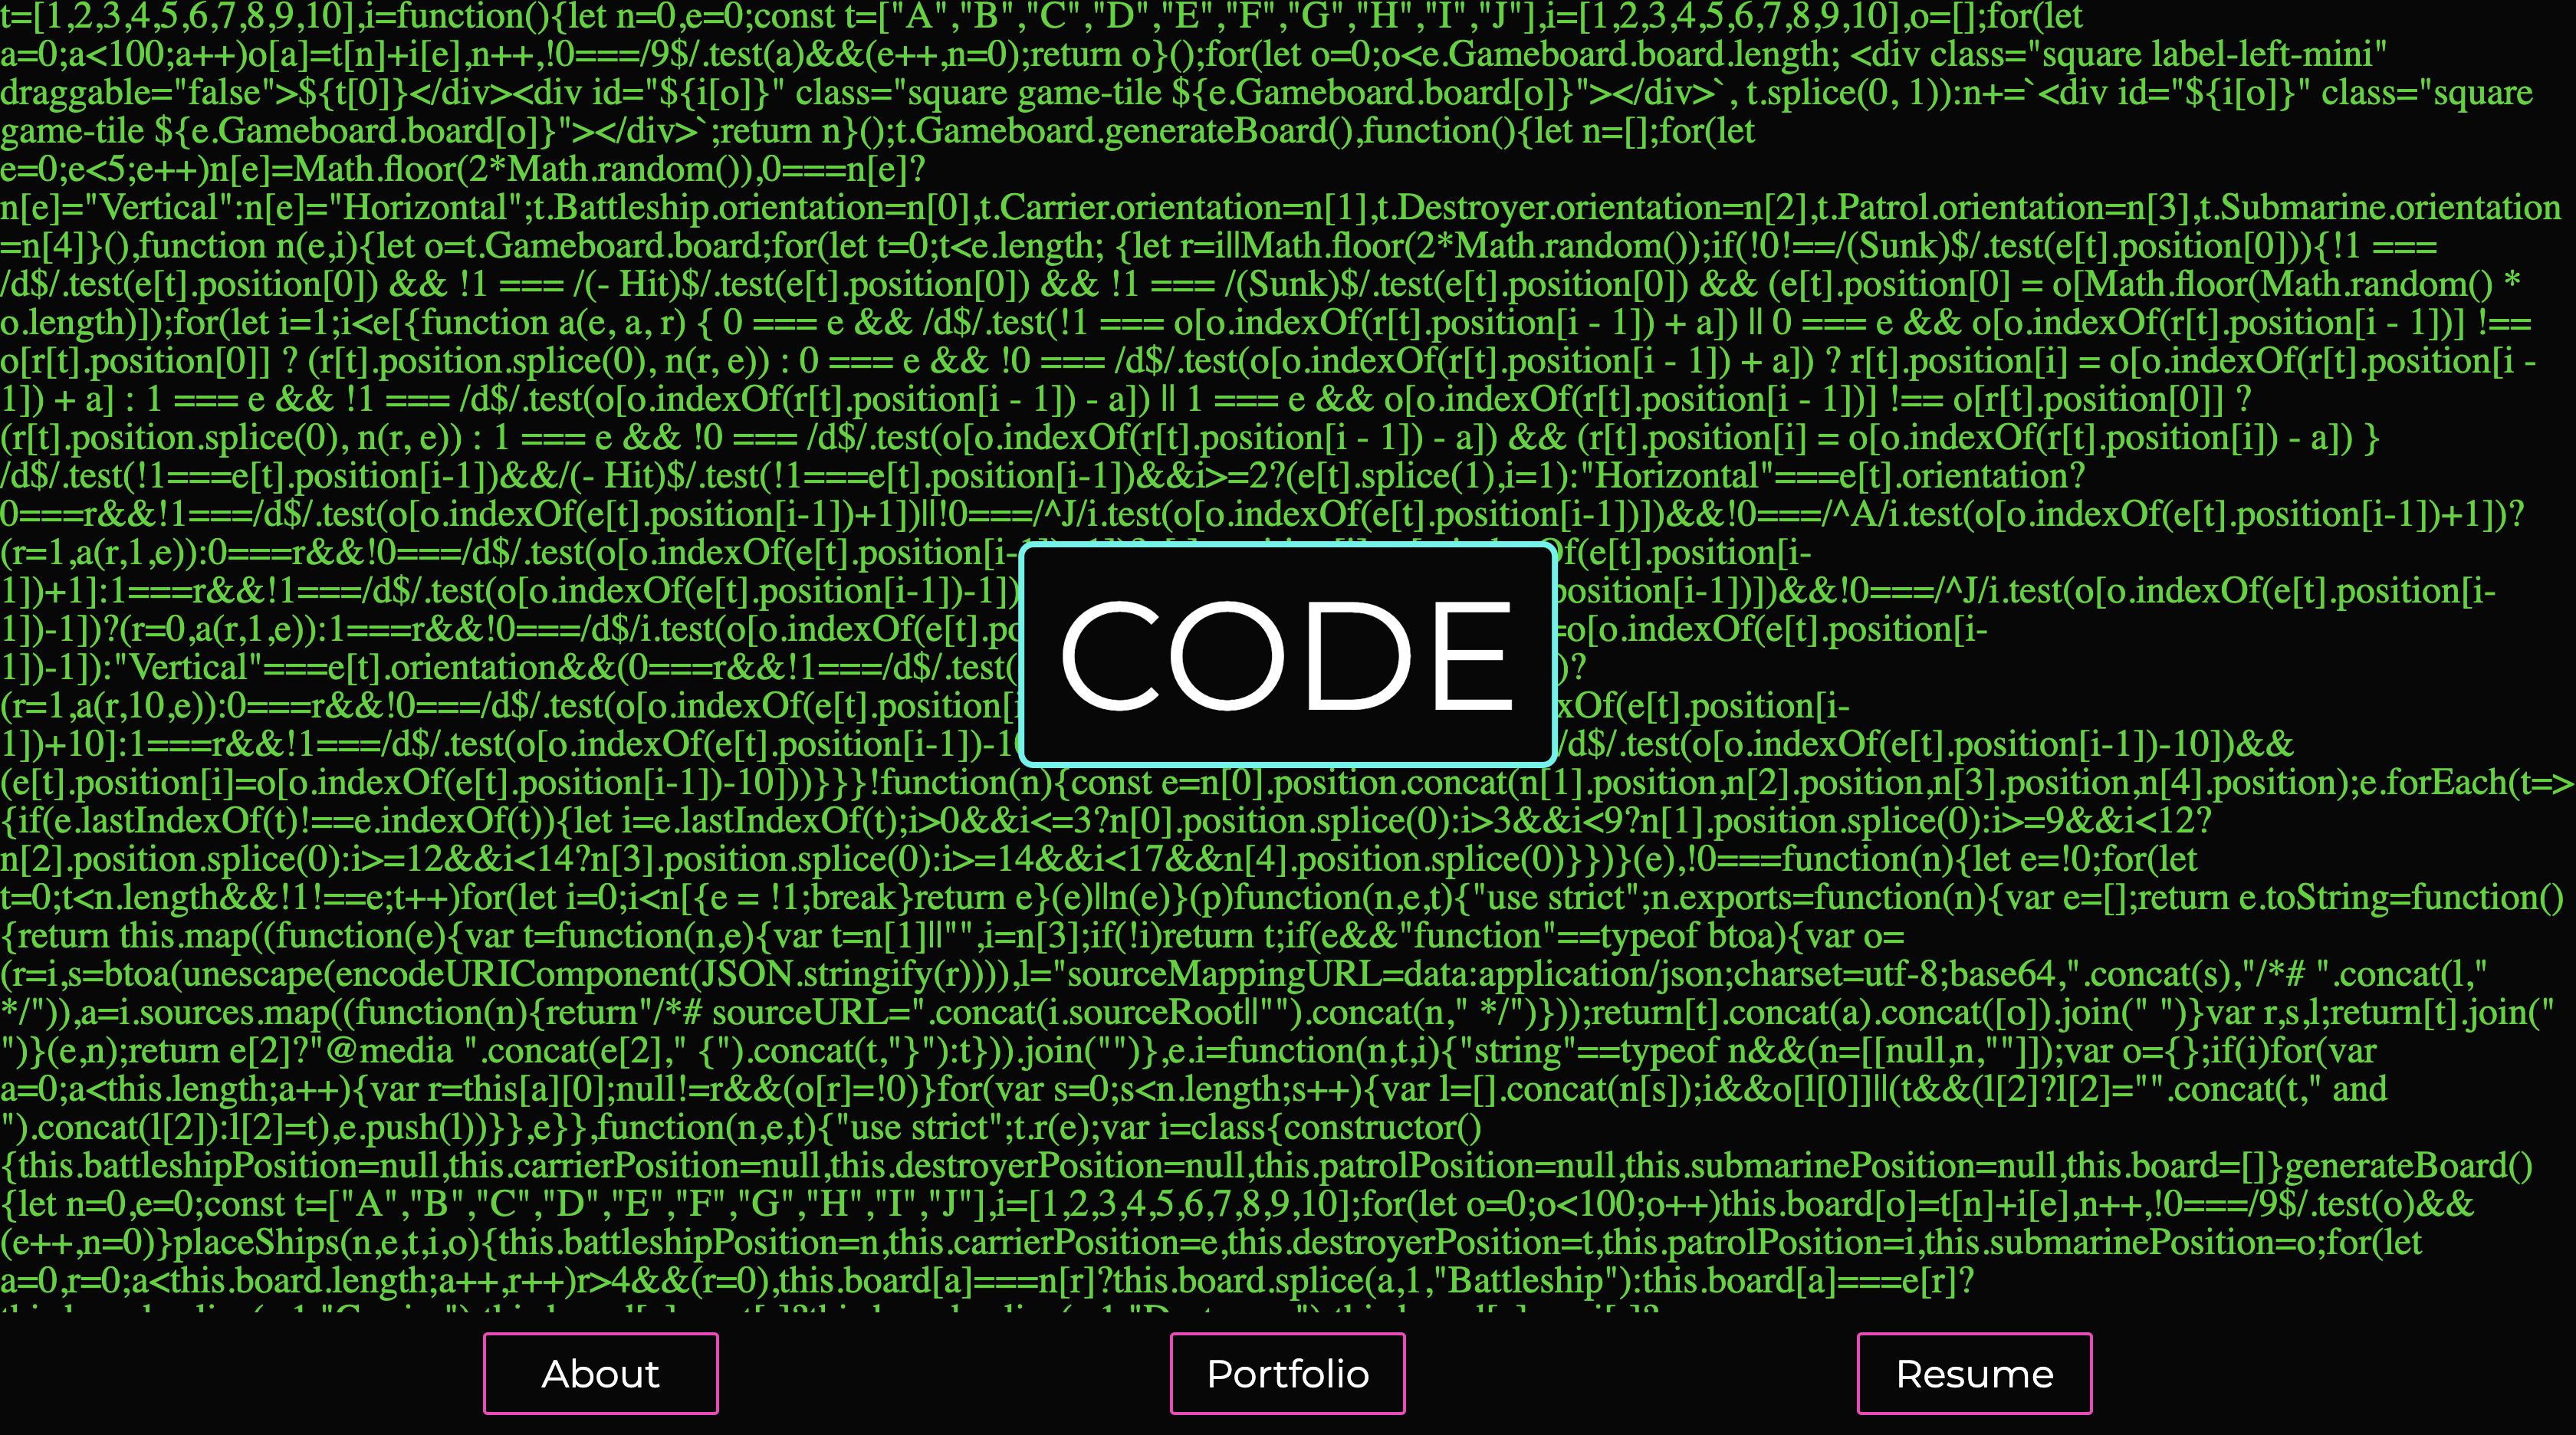 t=[1,2,3,4,5,6,7,8,9,10],i=function(){let n=0,e=0;const t=["A","B","C","D","E","F","G","H","I","J"],i=[1,2,3,4,5,6,7,8,9,10],o=[];for(let
a=0;a<100;a++)o[a]=t[n]+i[e],n++,!0===/9$/.test(a)&&(e++,n=0);return o}();for(let o=0;o<e.Gameboard.board.length; <div class="square label-left-mini"
draggable="false">${t[0]}</div><div id="${i[o]}" class="square game-tile ${e.Gameboard.board[o]}"></div>`, t.splice(0, 1)):n+=`<div id="${i[o]}" class="square
game-tile ${e.Gameboard.board[o]}"></div>`;return n}();t.Gameboard.generateBoard(),function(){let n=[];for(let
e=0;e<5;e++)n[e]=Math.floor(2*Math.random()),0===n[e]?
n[e]="Vertical":n[e]="Horizontal";t.Battleship.orientation=n[0],t.Carrier.orientation=n[1],t.Destroyer.orientation=n[2],t.Patrol.orientation=n[3],t.Submarine.orientation
=n[4]}(),function n(e,i){let o=t.Gameboard.board;for(let t=0;t<e.length; {let r=i||Math.floor(2*Math.random());if(!0!==/(Sunk)$/.test(e[t].position[0])){!1 ===
/d$/.test(e[t].position[0]) && !1 === /(- Hit)$/.test(e[t].position[0]) && !1 === /(Sunk)$/.test(e[t].position[0]) && (e[t].position[0] = o[Math.floor(Math.random() *
o.length)]);for(let i=1;i<e[{function a(e, a, r) { 0 === e && /d$/.test(!1 === o[o.indexOf(r[t].position[i - 1]) + a]) || 0 === e && o[o.indexOf(r[t].position[i - 1])] !==
o[r[t].position[0]] ? (r[t].position.splice(0), n(r, e)) : 0 === e && !0 === /d$/.test(o[o.indexOf(r[t].position[i - 1]) + a]) ? r[t].position[i] = o[o.indexOf(r[t].position[i -
1]) + a] : 1 === e && !1 === /d$/.test(o[o.indexOf(r[t].position[i - 1]) - a]) || 1 === e && o[o.indexOf(r[t].position[i - 1])] !== o[r[t].position[0]] ?
(r[t].position.splice(0), n(r, e)) : 1 === e && !0 === /d$/.test(o[o.indexOf(r[t].position[i - 1]) - a]) && (r[t].position[i] = o[o.indexOf(r[t].position[i]) - a]) }
/d$/.test(!1===e[t].position[i-1])&&/(- Hit)$/.test(!1===e[t].position[i-1])&&i>=2?(e[t].splice(1),i=1):"Horizontal"===e[t].orientation?
0===r&&!1===/d$/.test(o[o.indexOf(e[t].position[i-1])+1])||!0===/^J/i.test(o[o.indexOf(e[t].position[i-1])])&&!0===/^A/i.test(o[o.indexOf(e[t].position[i-1])+1])?
(r=1,a(r,1,e)):0===r&&!0===/d$/.test(o[o.indexOf(e[t].position[i- Of(e[t].position[i-
1])+1]:1===r&&!1===/d$/.test(o[o.indexOf(e[t].position[i-1])-1]) position[i-1])])&&!0===/^J/i.test(o[o.indexOf(e[t].position[i-
1])-1])?(r=0,a(r,1,e)):1===r&&!0===/d$/i.test(o[o.indexOf(e[t].po =o[o.indexOf(e[t].position[i-
1])-1]):"Vertical"===e[t].orientation&&(0===r&&!1===/d$/.test( )?
CODE
(r=1,a(r,10,e)):0===r&&!0===/d$/.test(o[o.indexOf(e[t].position[i xOf(e[t].position[i-
1])+10]:1===r&&!1===/d$/.test(o[o.indexOf(e[t].position[i-1])-1 /d$/.test(o[o.indexOf(e[t].position[i-1])-10])&&
(e[t].position[i]=o[o.indexOf(e[t].position[i-1])-10]))}}}!function(n){const e=n[0].position.concat(n[1].position,n[2].position,n[3].position,n[4].position);e.forEach(t=>
{if(e.lastIndexOf(t)!==e.indexOf(t)){let i=e.lastIndexOf(t);i>0&&i<=3?n[0].position.splice(0):i>3&&i<9?n[1].position.splice(0):i>=9&&i<12?
n[2].position.splice(0):i>=12&&i<14?n[3].position.splice(0):i>=14&&i<17&&n[4].position.splice(0)}})}(e),!0===function(n){let e=!0;for(let
t=0;t<n.length&&!1!==e;t++)for(let i=0;i<n[{e = !1;break}return e}(e)||n(e)}(p)function(n,e,t){"use strict";n.exports=function(n){var e=[];return e.toString=function()
{return this.map((function(e){var t=function(n,e){var t=n[1]||"",i=n[3];if(!i)return t;if(e&&"function"==typeof btoa){var o=
(r=i,s=btoa(unescape(encodeURIComponent(JSON.stringify(r)))),l="sourceMappingURL=data:application/json;charset=utf-8;base64,".concat(s),"/*# ".concat(l,"
*/")),a=i.sources.map((function(n){return"/*# sourceURL=".concat(i.sourceRoot||"").concat(n," */")}));return[t].concat(a).concat([o]).join(" ")}var r,s,l;return[t].join("
")}(e,n);return e[2]?"@media ".concat(e[2]," {").concat(t,"}"):t})).join("")},e.i=function(n,t,i){"string"==typeof n&&(n=[[null,n,""]]);var o={};if(i)for(var
a=0;a<this.length;a++){var r=this[a][0];null!=r&&(o[r]=!0)}for(var s=0;s<n.length;s++){var l=[].concat(n[s]);i&&o[l[0]]||(t&&(l[2]?l[2]="".concat(t," and
").concat(l[2]):l[2]=t),e.push(l))}},e}},function(n,e,t){"use strict";t.r(e);var i=class{constructor()
{this.battleshipPosition=null,this.carrierPosition=null,this.destroyerPosition=null,this.patrolPosition=null,this.submarinePosition=null,this.board=[]}generateBoard()
{let n=0,e=0;const t=["A","B","C","D","E","F","G","H","I","J"],i=[1,2,3,4,5,6,7,8,9,10];for(let o=0;o<100;o++)this.board[o]=t[n]+i[e],n++,!0===/9$/.test(o)&&
(e++,n=0)}placeShips(n,e,t,i,o){this.battleshipPosition=n,this.carrierPosition=e,this.destroyerPosition=t,this.patrolPosition=i,this.submarinePosition=o;for(let
a=0,r=0;a<this.board.length;a++,r++)r>4&&(r=0),this.board[a]===n[r]?this.board.splice(a,1,"Battleship"):this.board[a]===e[r]?
About
Portfolio
Resume